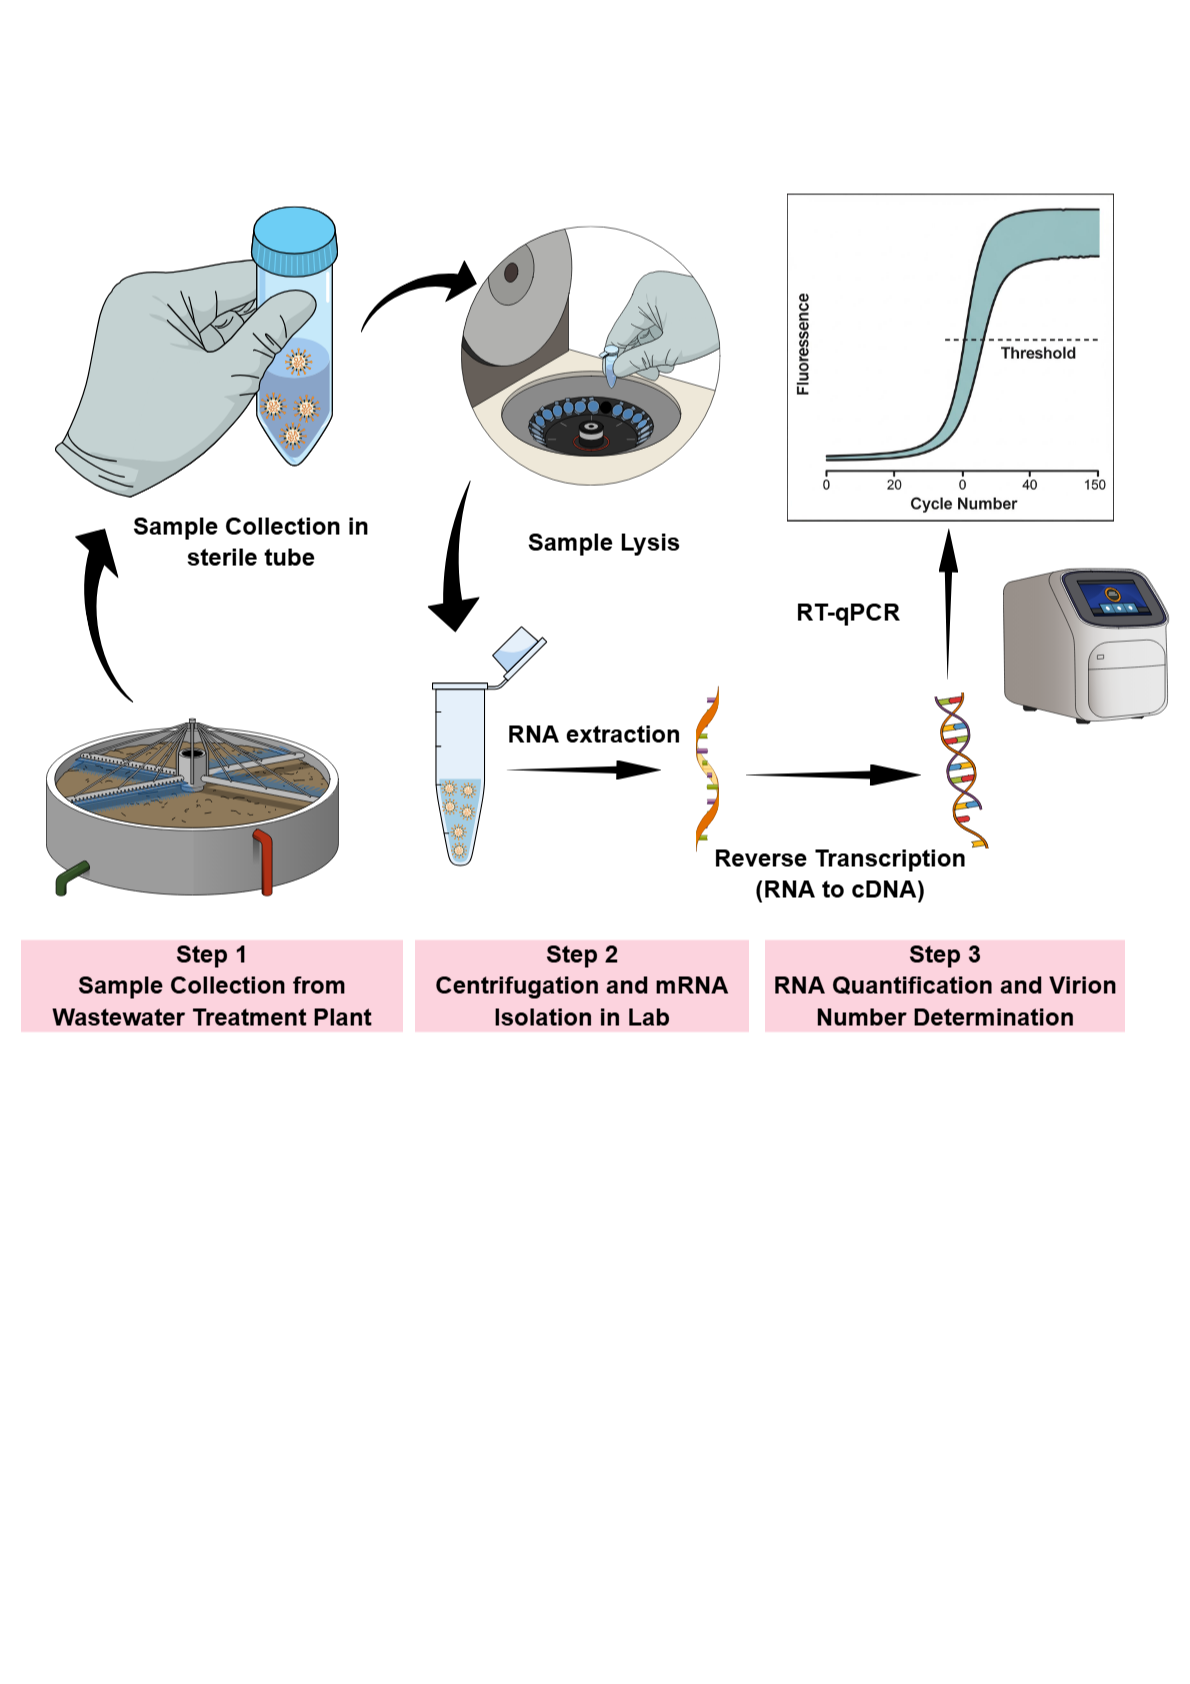 Sample Collection in
sterile tube
Sample Lysis
Fluoressence
Threshold
0 20 0 40 150
Cycle Number
RT-qPCR
RNA extraction
Reverse Transcription
(RNA to cDNA)
Step 1
Sample Collection from
Wastewater Treatment Plant
Step 2
Centrifugation and mRNA
Isolation in Lab
Step 3
RNA Quantification and Virion
Number Determination